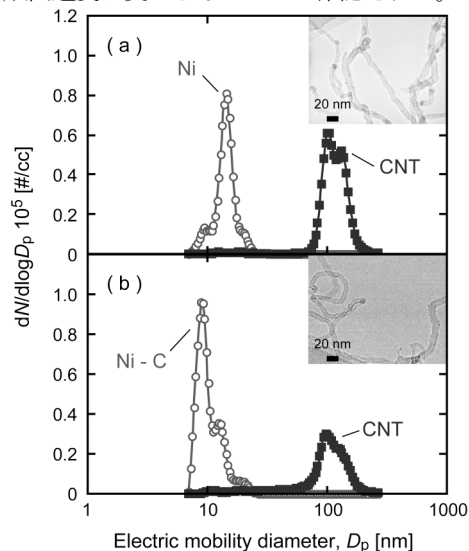 1.2
( a )
1.0
Ni
0.8
20 nm
0.6
CNT
0.4
0.2
0
dN/dlogDp 10⁵ [#/cc]
( b )
1.0
0.8
20 nm
Ni - C
0.6
0.4
CNT
0.2
0
1 10 100 1000
Electric mobility diameter, Dp [nm]